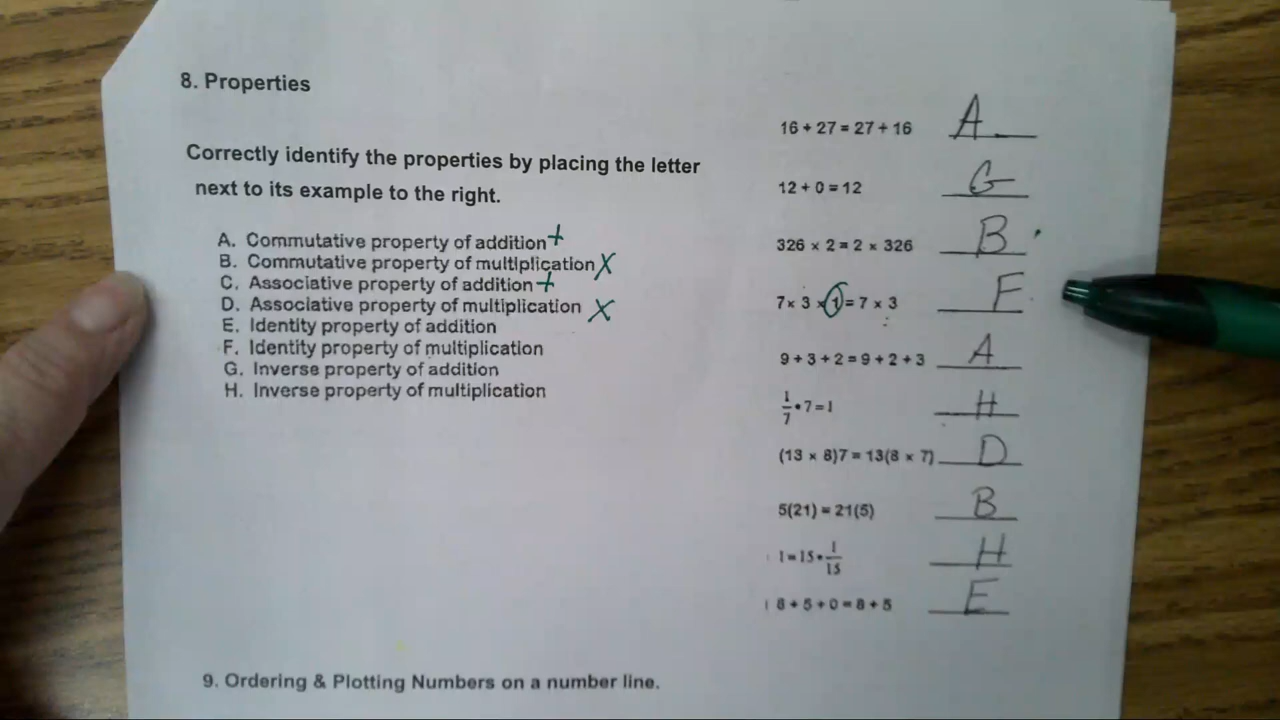 8. Properties
Correctly identify the properties by placing the letter
next to its example to the right.
A. Commutative property of addition +
B. Commutative property of multiplication X
C. Associative property of addition +
D. Associative property of multiplication X
E. Identity property of addition
F. Identity property of multiplication
G. Inverse property of addition
H. Inverse property of multiplication
16 + 27 = 27 + 16 A
12 + 0 = 12 G
326 × 2 = 2 × 326 B
7 × 3 × 1 = 7 × 3 F
9 + 3 + 2 = 9 + 2 + 3 A
1/7 • 7 = 1 H
(13 × 8)7 = 13(8 × 7) D
5(21) = 21(5) B
1 = 15 • 1/15 H
8 + 5 + 0 = 8 + 5 E
9. Ordering & Plotting Numbers on a number line.